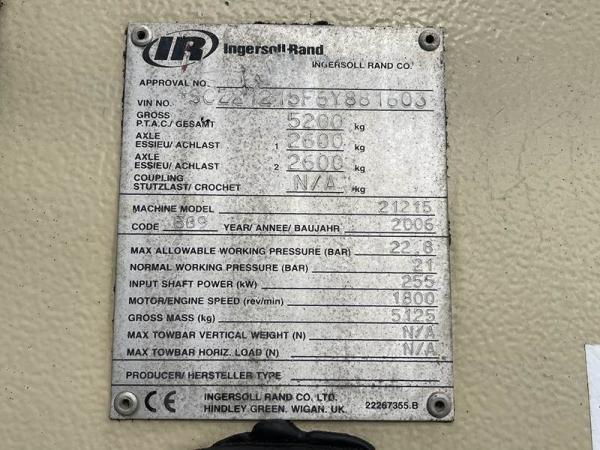 IR Ingersoll-Rand
INGERSOLL RAND CO.
APPROVAL NO.
VIN NO. *SCZ21215F6Y881603
GROSS
P.T.A.C./ GESAMT 5200 kg
AXLE
ESSIEU/ ACHLAST 1 2600 kg
AXLE
ESSIEU/ ACHLAST 2 2600 kg
COUPLING
STUTZLAST/ CROCHET N/A kg
MACHINE MODEL 21215
CODE 889 YEAR/ ANNEE/ BAUJAHR 2006
MAX ALLOWABLE WORKING PRESSURE (BAR) 22.8
NORMAL WORKING PRESSURE (BAR) 21
INPUT SHAFT POWER (kW) 255
MOTOR/ENGINE SPEED (rev/min) 1800
GROSS MASS (kg) 5125
MAX TOWBAR VERTICAL WEIGHT (N) N/A
MAX TOWBAR HORIZ. LOAD (N) N/A
PRODUCER/ HERSTELLER TYPE
CE INGERSOLL RAND CO. LTD.
HINDLEY GREEN. WIGAN. UK. 22267355.B